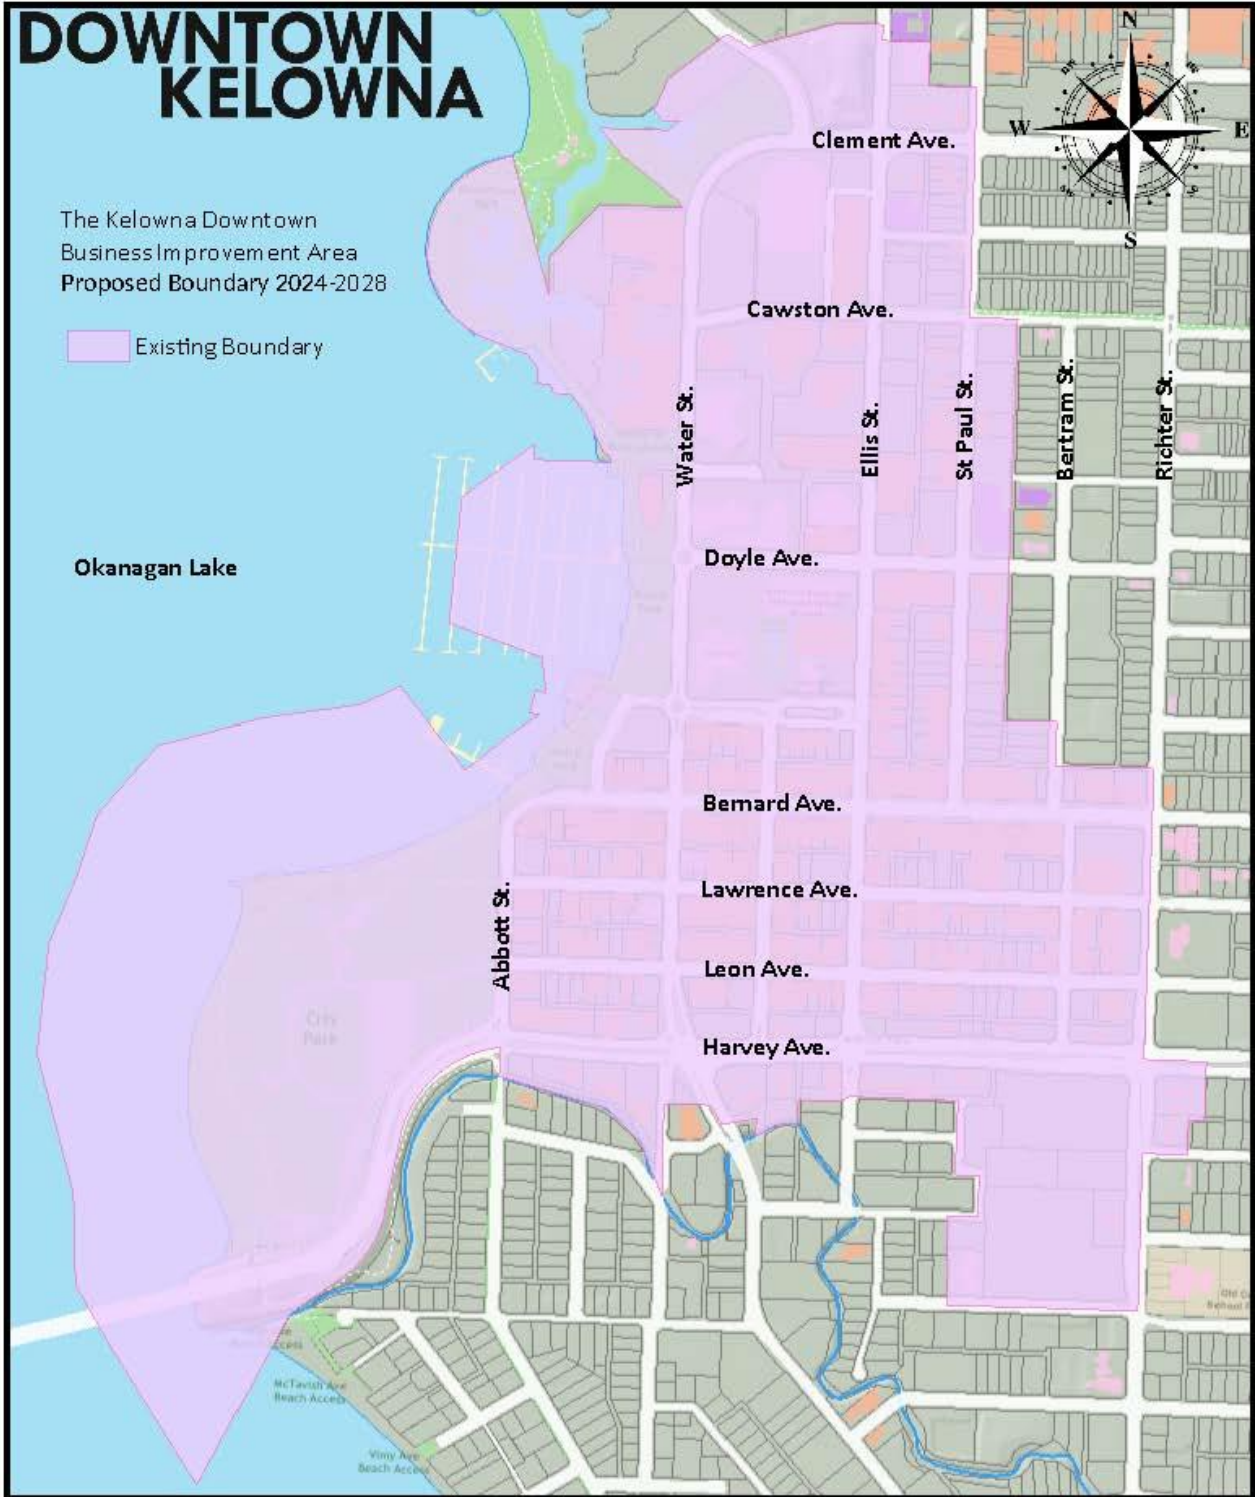 DOWNTOWN
KELOWNA
N
W
E
S
The Kelowna Downtown
Business Improvement Area
Proposed Boundary 2024-2028
Existing Boundary
Clement Ave.
Cawston Ave.
Water St.
Ellis St.
St Paul St.
Bertram St.
Richter St.
Okanagan Lake
Doyle Ave.
Bernard Ave.
Lawrence Ave.
Abbott St.
Leon Ave.
City
Park
Harvey Ave.
McTavish Ave
Beach Access
Vimy Ave
Beach Access